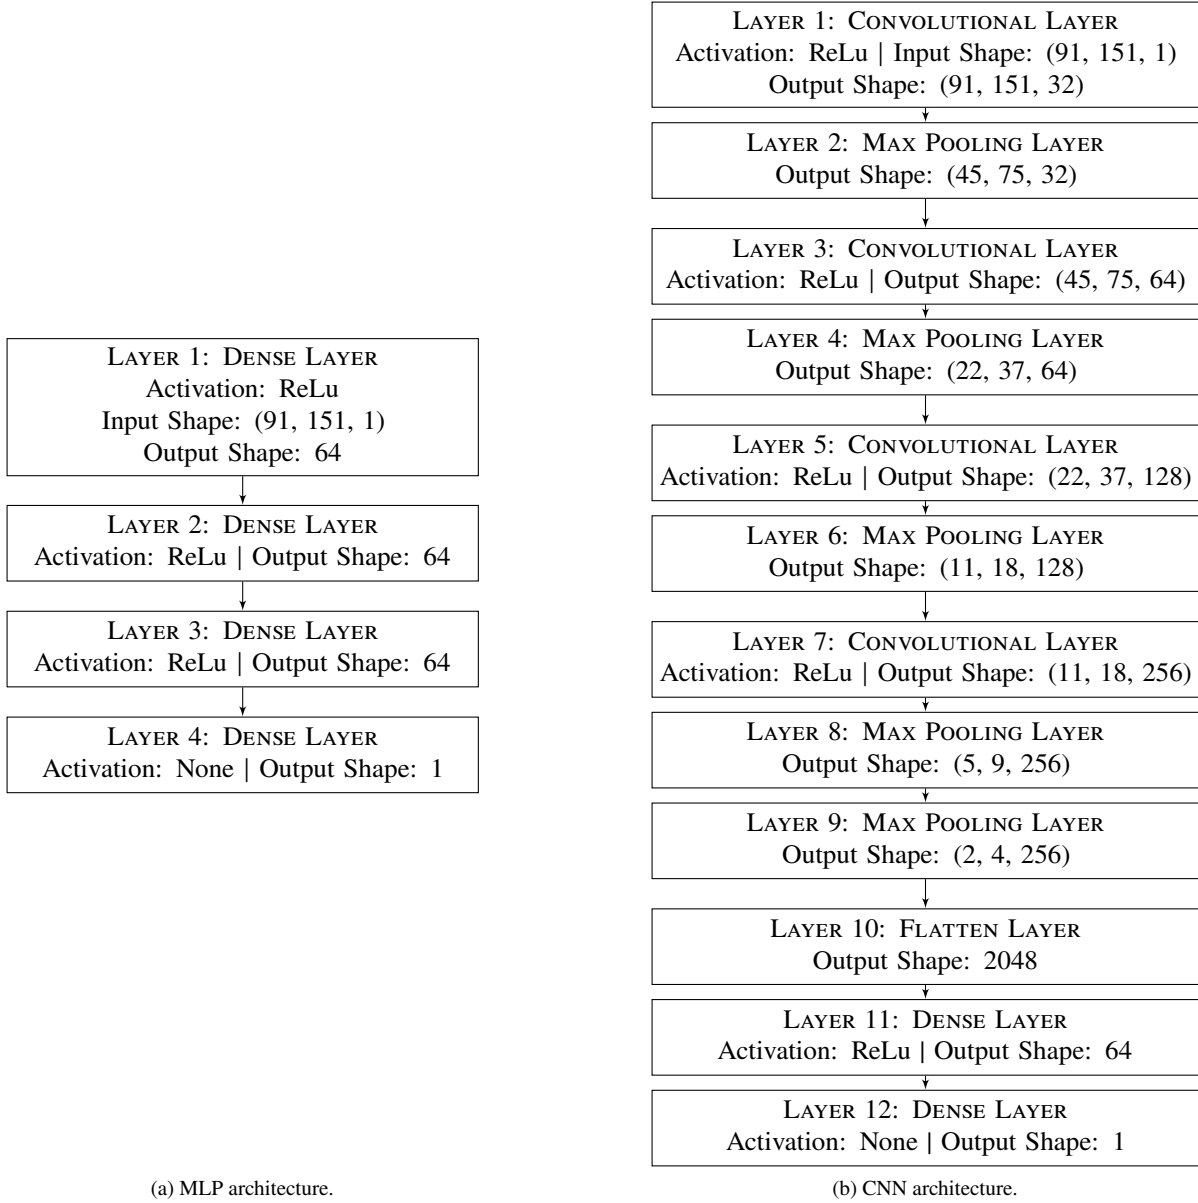 LAYER 1: DENSE LAYER
Activation: ReLu
Input Shape: (91, 151, 1)
Output Shape: 64
LAYER 2: DENSE LAYER
Activation: ReLu | Output Shape: 64
LAYER 3: DENSE LAYER
Activation: ReLu | Output Shape: 64
LAYER 4: DENSE LAYER
Activation: None | Output Shape: 1
(a) MLP architecture.
LAYER 1: CONVOLUTIONAL LAYER
Activation: ReLu | Input Shape: (91, 151, 1)
Output Shape: (91, 151, 32)
LAYER 2: MAX POOLING LAYER
Output Shape: (45, 75, 32)
LAYER 3: CONVOLUTIONAL LAYER
Activation: ReLu | Output Shape: (45, 75, 64)
LAYER 4: MAX POOLING LAYER
Output Shape: (22, 37, 64)
LAYER 5: CONVOLUTIONAL LAYER
Activation: ReLu | Output Shape: (22, 37, 128)
LAYER 6: MAX POOLING LAYER
Output Shape: (11, 18, 128)
LAYER 7: CONVOLUTIONAL LAYER
Activation: ReLu | Output Shape: (11, 18, 256)
LAYER 8: MAX POOLING LAYER
Output Shape: (5, 9, 256)
LAYER 9: MAX POOLING LAYER
Output Shape: (2, 4, 256)
LAYER 10: FLATTEN LAYER
Output Shape: 2048
LAYER 11: DENSE LAYER
Activation: ReLu | Output Shape: 64
LAYER 12: DENSE LAYER
Activation: None | Output Shape: 1
(b) CNN architecture.